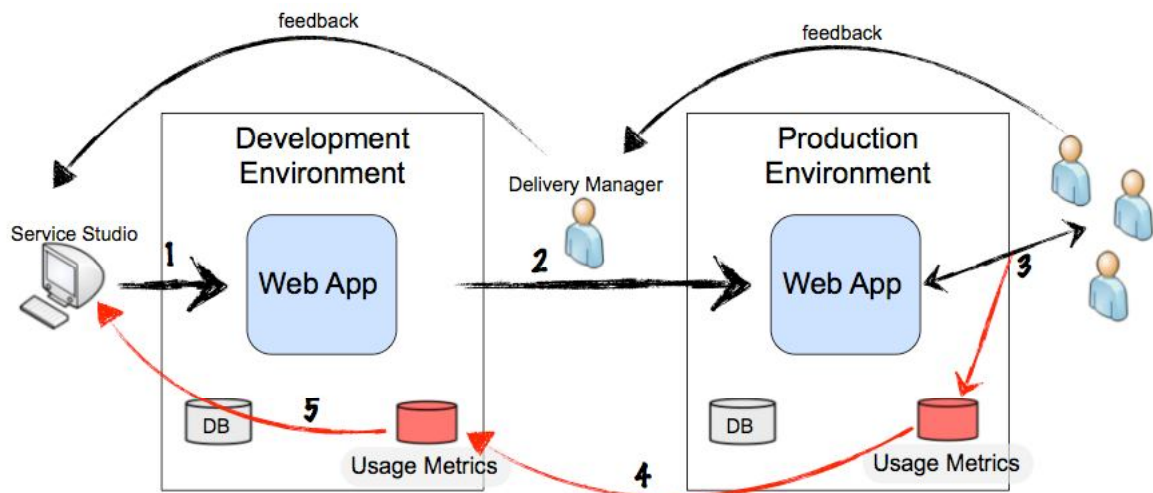 feedback
feedback
Development
Environment
Production
Environment
Delivery Manager
Service Studio
1
Web App
2
Web App
3
DB
5
Usage Metrics
DB
4
Usage Metrics